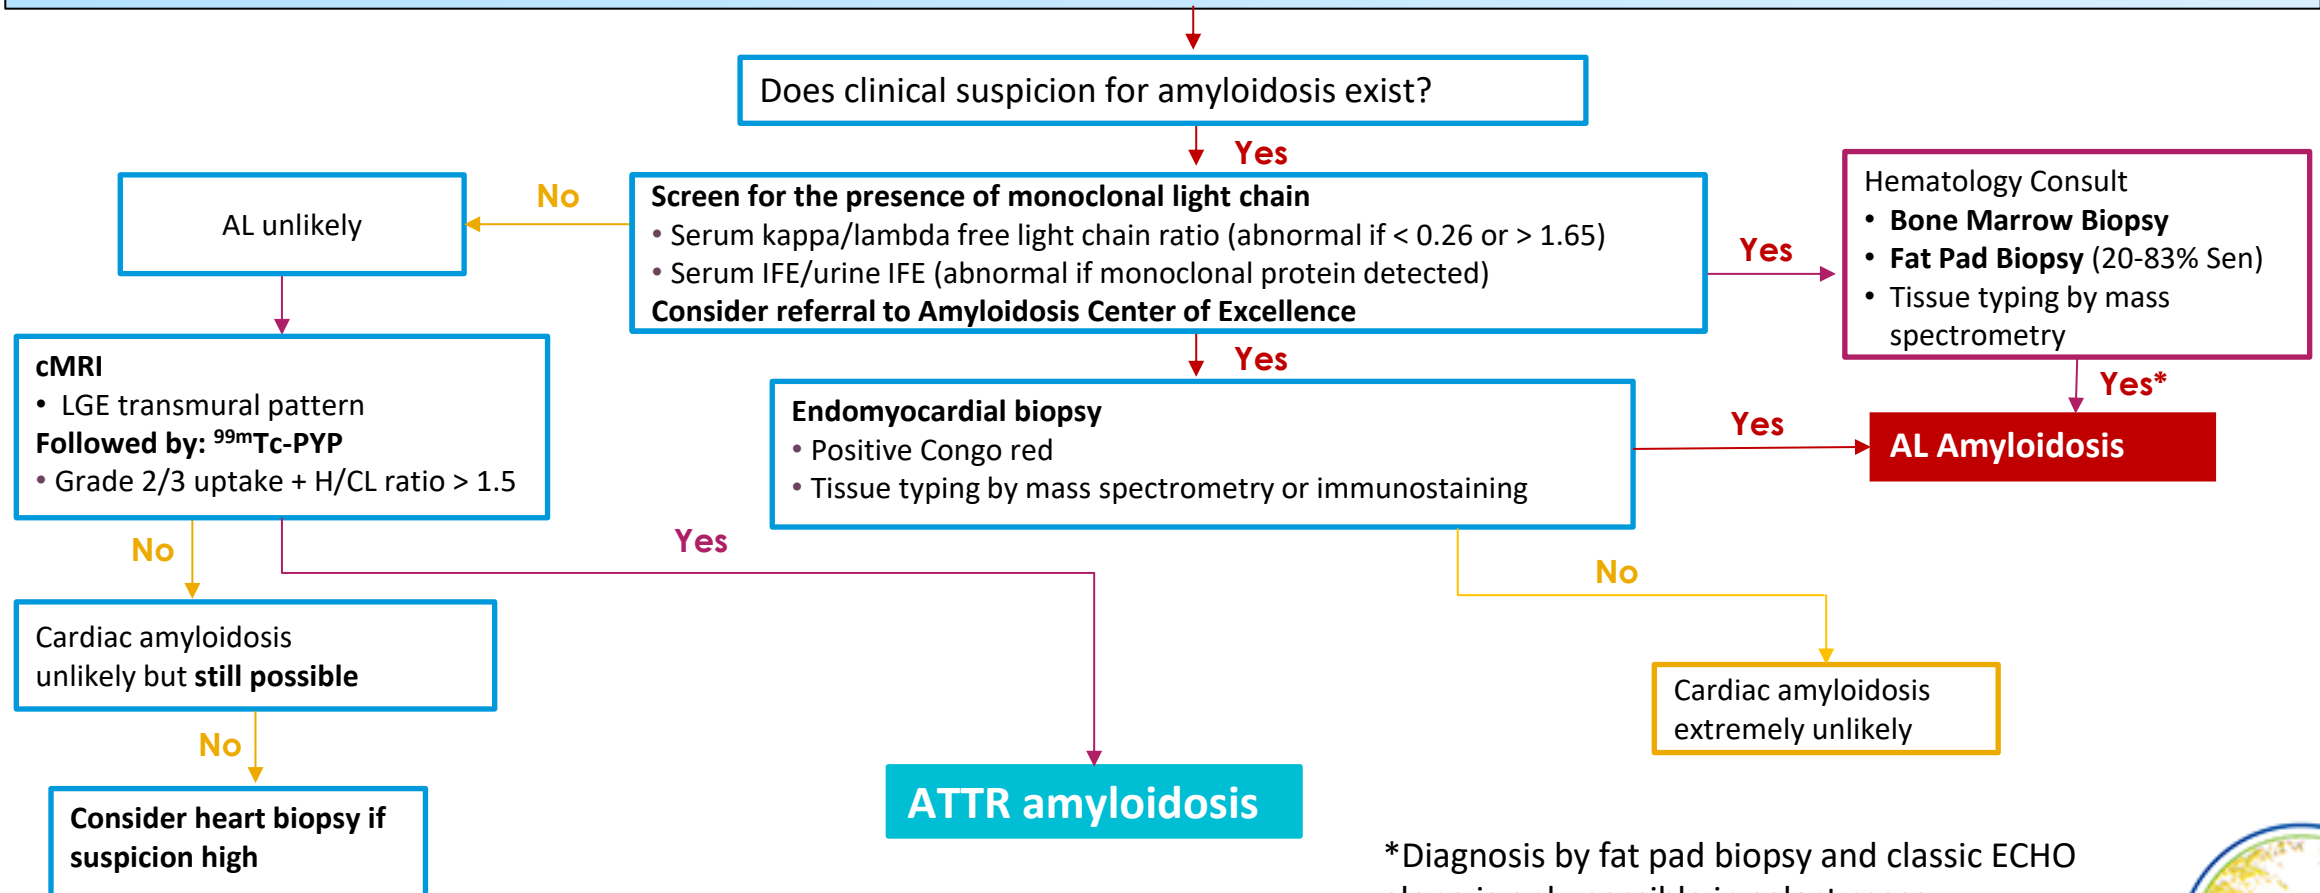 Does clinical suspicion for amyloidosis exist?
Yes
No
AL unlikely
Screen for the presence of monoclonal light chain
• Serum kappa/lambda free light chain ratio (abnormal if < 0.26 or > 1.65)
• Serum IFE/urine IFE (abnormal if monoclonal protein detected)
Consider referral to Amyloidosis Center of Excellence
Yes
Hematology Consult
• Bone Marrow Biopsy
• Fat Pad Biopsy (20-83% Sen)
• Tissue typing by mass
spectrometry
Yes
Yes*
cMRI
• LGE transmural pattern
Followed by: 99mTc-PYP
• Grade 2/3 uptake + H/CL ratio > 1.5
Endomyocardial biopsy
• Positive Congo red
• Tissue typing by mass spectrometry or immunostaining
Yes
AL Amyloidosis
No
Yes
No
Cardiac amyloidosis
unlikely but still possible
Cardiac amyloidosis
extremely unlikely
No
Consider heart biopsy if
suspicion high
ATTR amyloidosis
*Diagnosis by fat pad biopsy and classic ECHO